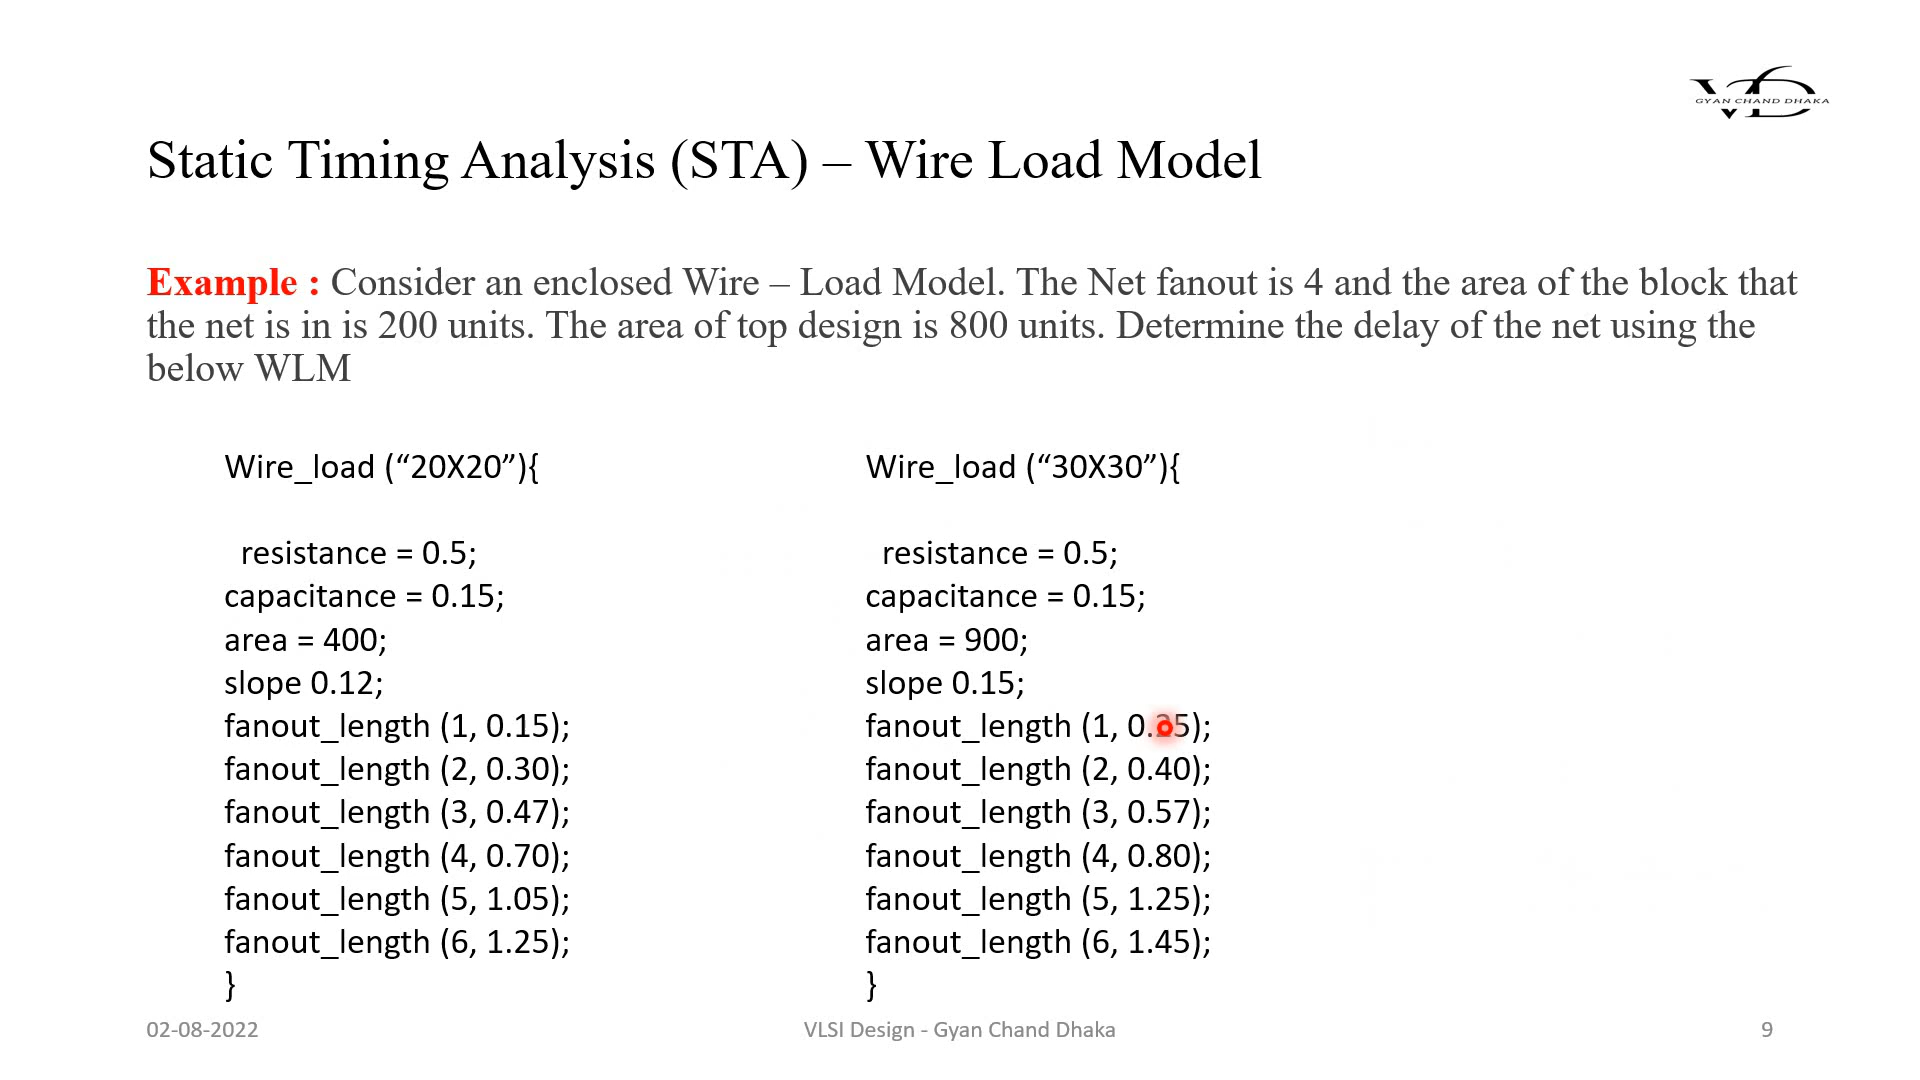 GYAN CHAND DHAKA
Static Timing Analysis (STA) – Wire Load Model
Example : Consider an enclosed Wire – Load Model. The Net fanout is 4 and the area of the block that
the net is in is 200 units. The area of top design is 800 units. Determine the delay of the net using the
below WLM
Wire_load (“20X20”){
resistance = 0.5;
capacitance = 0.15;
area = 400;
slope 0.12;
fanout_length (1, 0.15);
fanout_length (2, 0.30);
fanout_length (3, 0.47);
fanout_length (4, 0.70);
fanout_length (5, 1.05);
fanout_length (6, 1.25);
}
Wire_load (“30X30”){
resistance = 0.5;
capacitance = 0.15;
area = 900;
slope 0.15;
fanout_length (1, 0.25);
fanout_length (2, 0.40);
fanout_length (3, 0.57);
fanout_length (4, 0.80);
fanout_length (5, 1.25);
fanout_length (6, 1.45);
}
02-08-2022
VLSI Design - Gyan Chand Dhaka
9